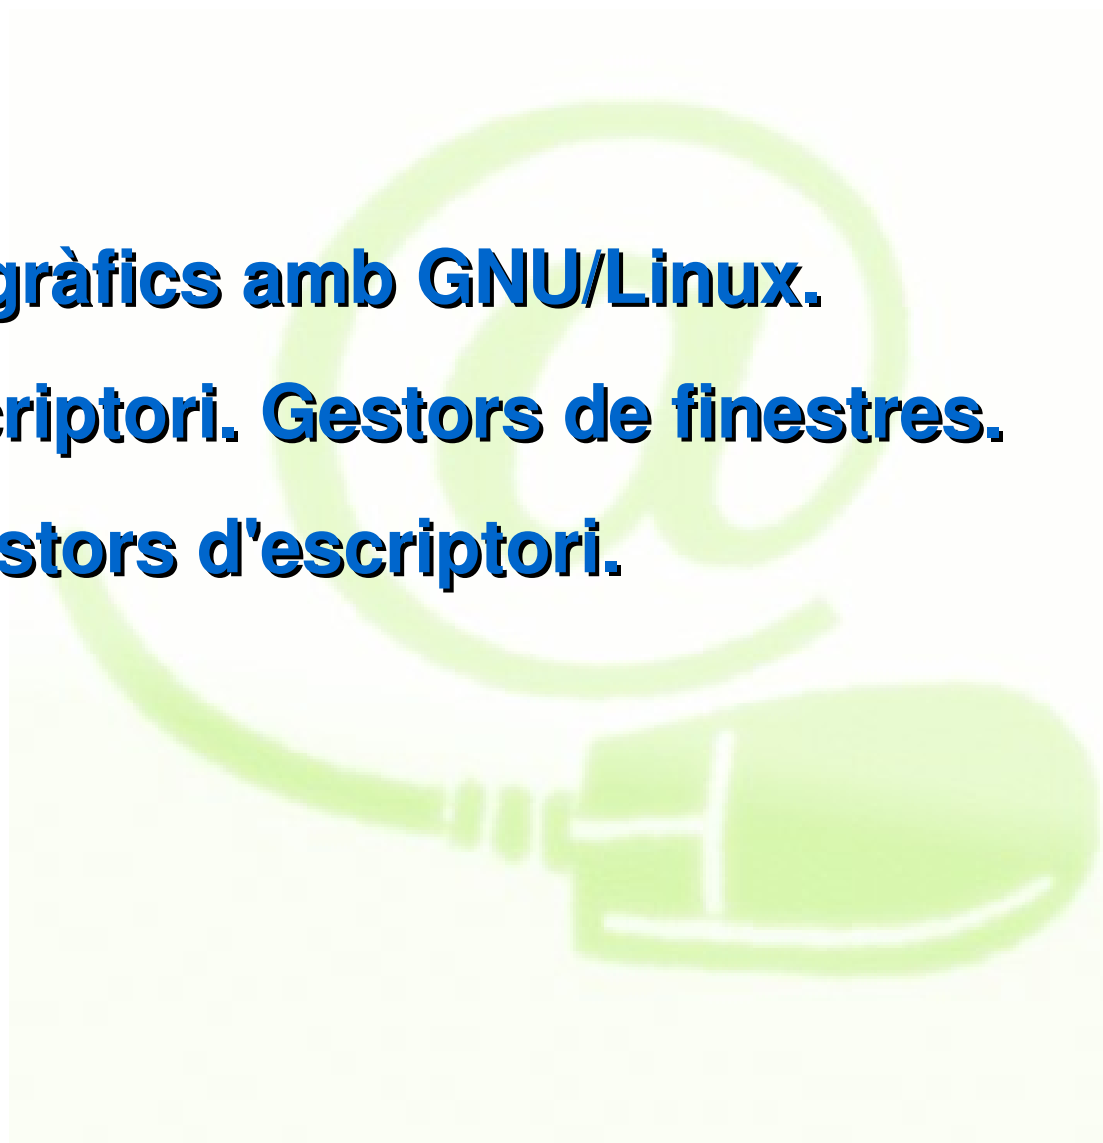 gràfics amb GNU/Linux.
criptori. Gestors de finestres.
stors d'escriptori.